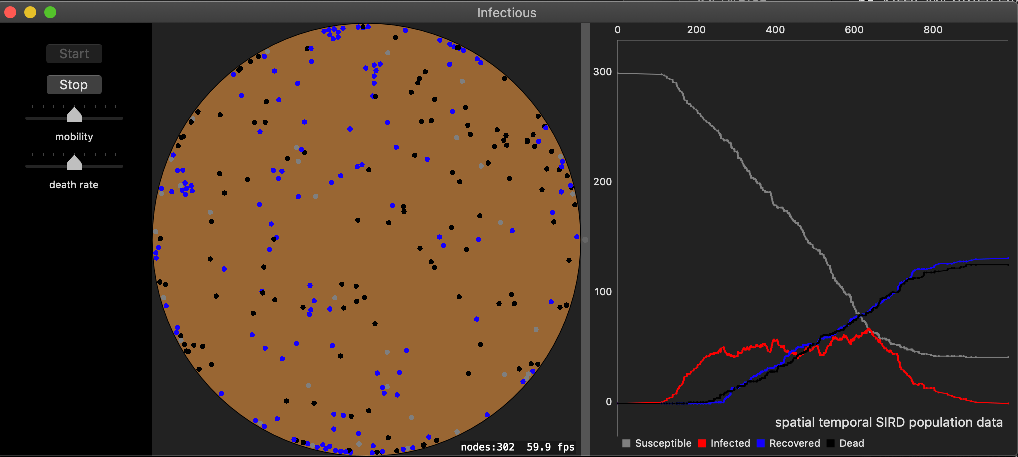 Infectious
Start
Stop
mobility
death rate
nodes:302 59.9 fps
0 200 400 600 800
300
200
100
0
spatial temporal SIRD population data
Susceptible Infected Recovered Dead